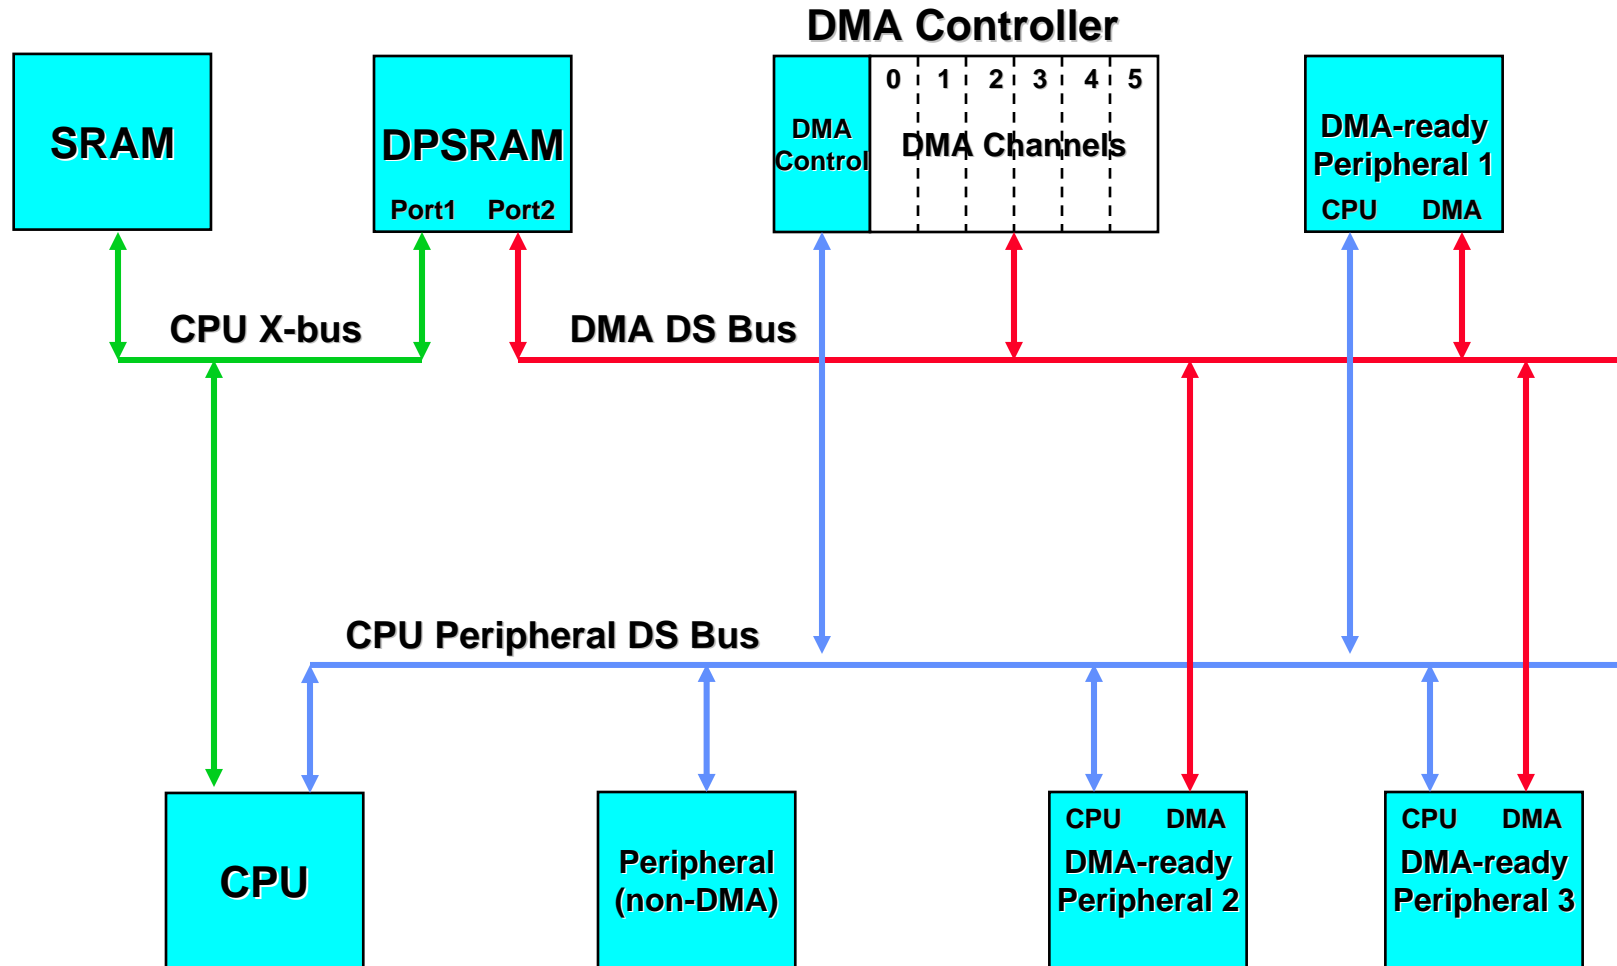 DMA Controller
SRAM
DPSRAM
Port1 Port2
DMA
Control
0 1 2 3 4 5
DMA Channels
DMA-ready
Peripheral 1
CPU DMA
CPU X-bus
DMA DS Bus
CPU Peripheral DS Bus
CPU
Peripheral
(non-DMA)
CPU DMA
DMA-ready
Peripheral 2
CPU DMA
DMA-ready
Peripheral 3